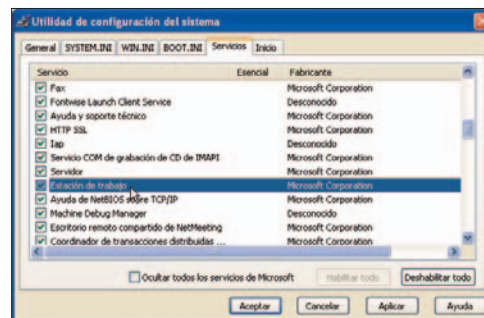 Utilidad de configuración del sistema
General SYSTEM.INI WIN.INI BOOT.INI Servicios Inicio
Servicio Esencial Fabricante
Fax Microsoft Corporation
Fontwise Launch Client Service Desconocido
Ayuda y soporte técnico Microsoft Corporation
HTTP SSL Microsoft Corporation
Iap Desconocido
Servicio COM de grabación de CD de IMAPI Microsoft Corporation
Servidor Microsoft Corporation
Estación de trabajo Microsoft Corporation
Ayuda de NetBIOS sobre TCP/IP Microsoft Corporation
Machine Debug Manager Desconocido
Escritorio remoto compartido de NetMeeting Microsoft Corporation
Coordinador de transacciones distribuidas ... Microsoft Corporation
Ocultar todos los servicios de Microsoft Habilitar todo Deshabilitar todo
Aceptar Cancelar Aplicar Ayuda